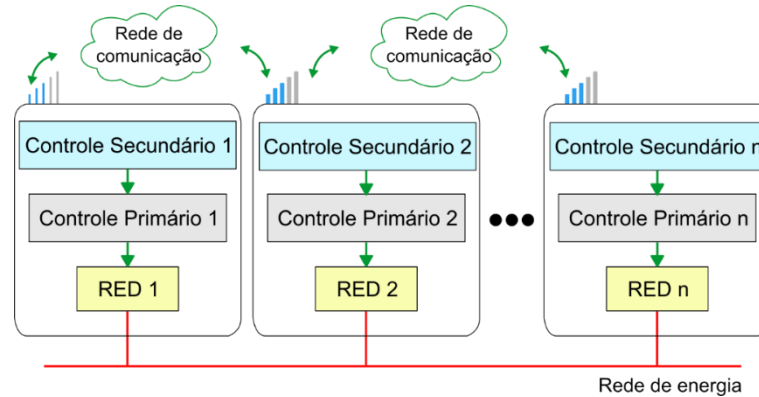 Rede de
comunicação
Rede de
comunicação
Controle Secundário 1
Controle Secundário 2
Controle Secundário n
Controle Primário 1
Controle Primário 2
Controle Primário n
RED 1
RED 2
RED n
Rede de energia